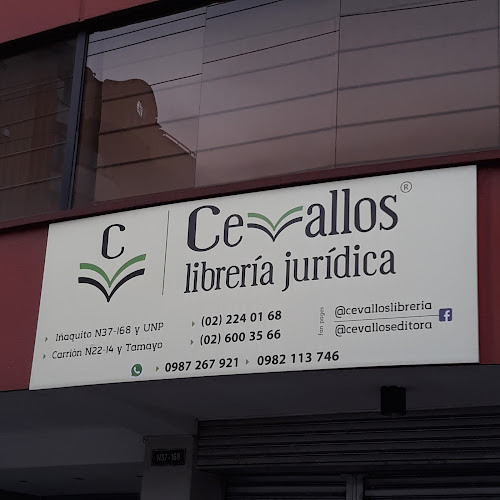 C
Cevallos®
librería jurídica
Iñaquito N37-168 y UNP
Carrión N22-14 y Tamayo
(02) 224 01 68
(02) 600 35 66
0987 267 921
0982 113 746
fan pages
@cevalloslibreria
@cevalloseditora
N37-168